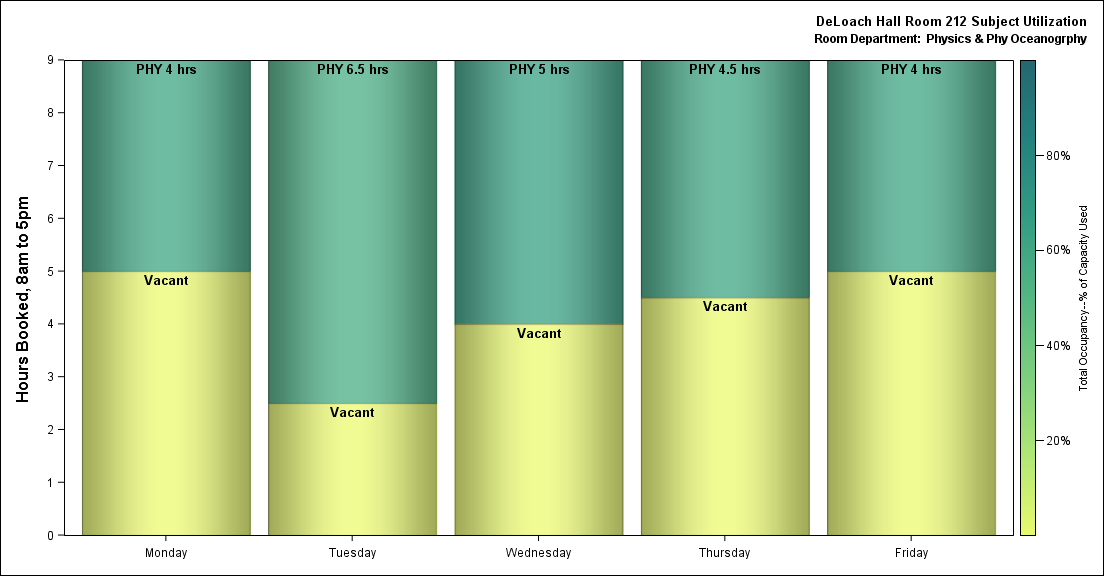 DeLoach Hall Room 212 Subject Utilization
Room Department:  Physics & Phy Oceanogrphy
Hours Booked, 8am to 5pm
9
8
7
6
5
4
3
2
1
0
PHY 4 hrs
PHY 6.5 hrs
PHY 5 hrs
PHY 4.5 hrs
PHY 4 hrs
Vacant
Vacant
Vacant
Vacant
Vacant
Monday
Tuesday
Wednesday
Thursday
Friday
80%
60%
40%
20%
Total Occupancy--% of Capacity Used